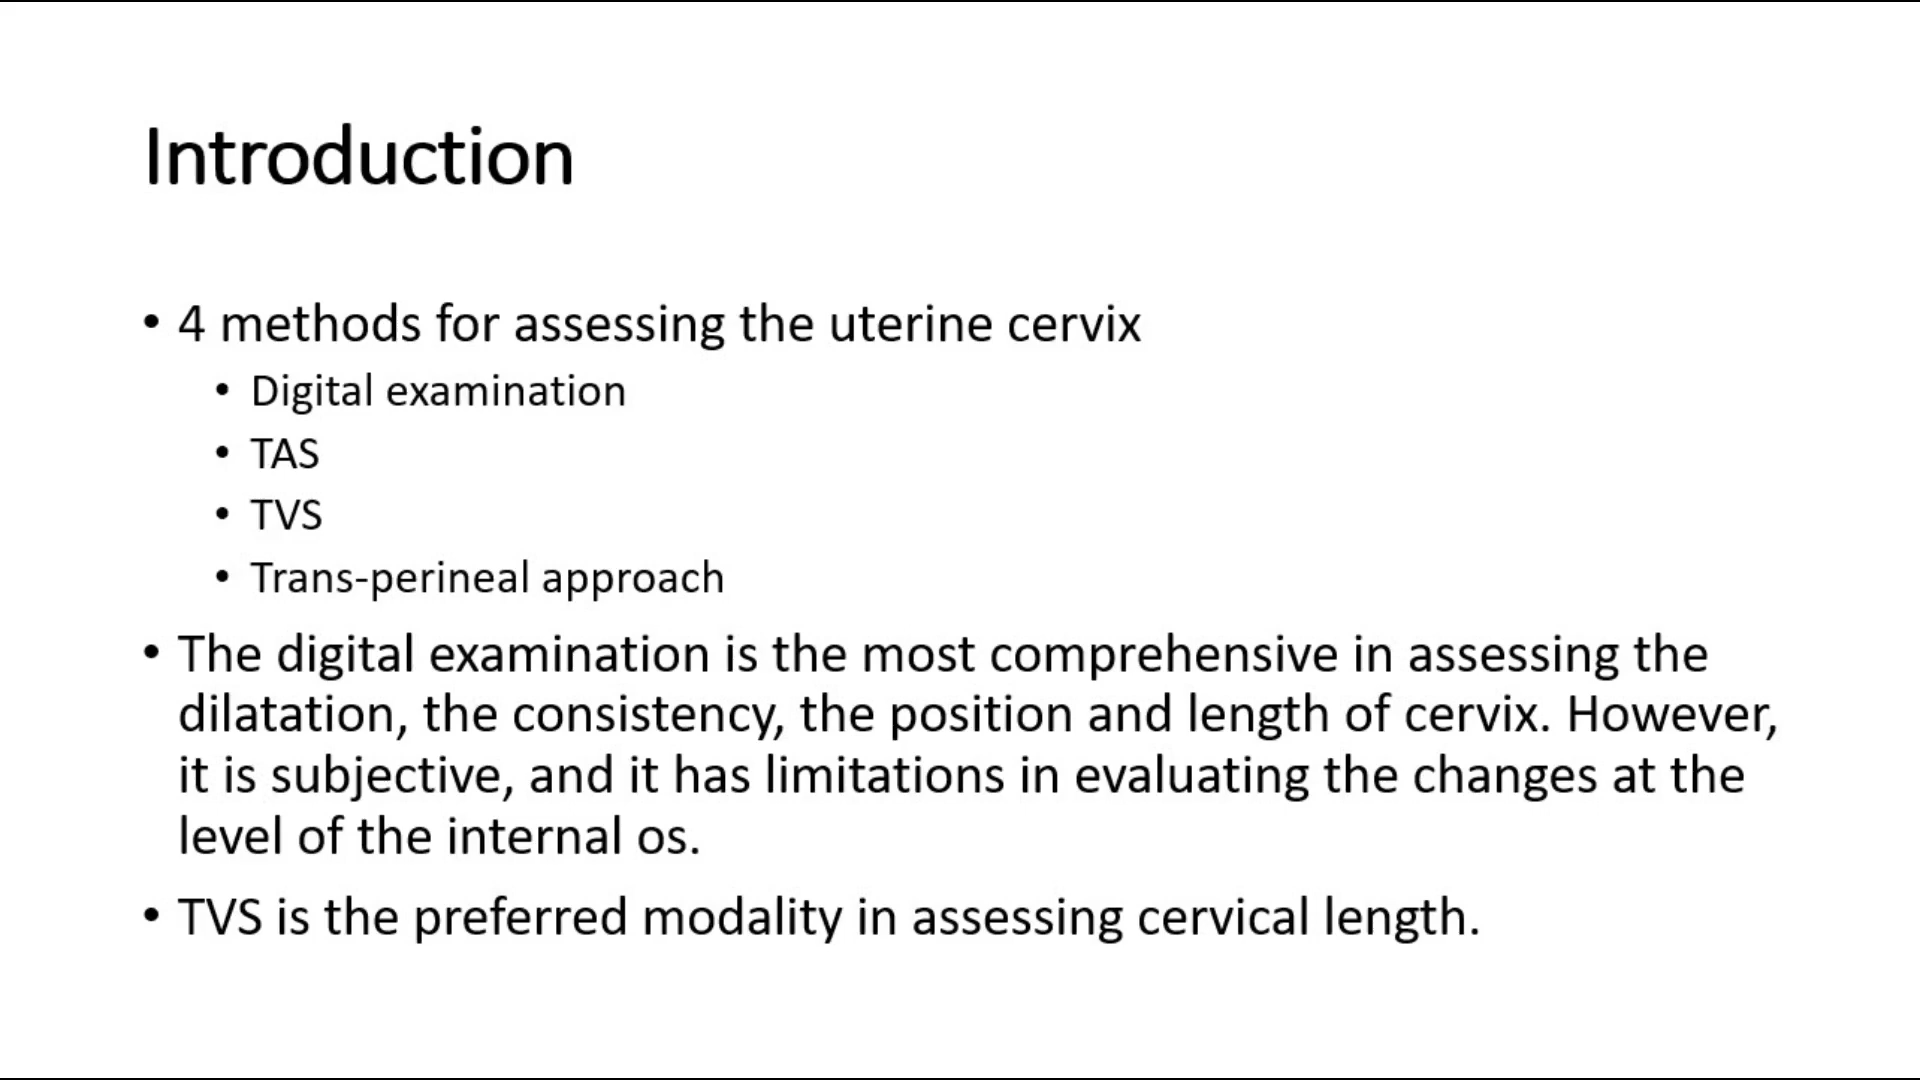 Introduction
• 4 methods for assessing the uterine cervix
• Digital examination
• TAS
• TVS
• Trans-perineal approach
• The digital examination is the most comprehensive in assessing the
dilatation, the consistency, the position and length of cervix. However,
it is subjective, and it has limitations in evaluating the changes at the
level of the internal os.
• TVS is the preferred modality in assessing cervical length.